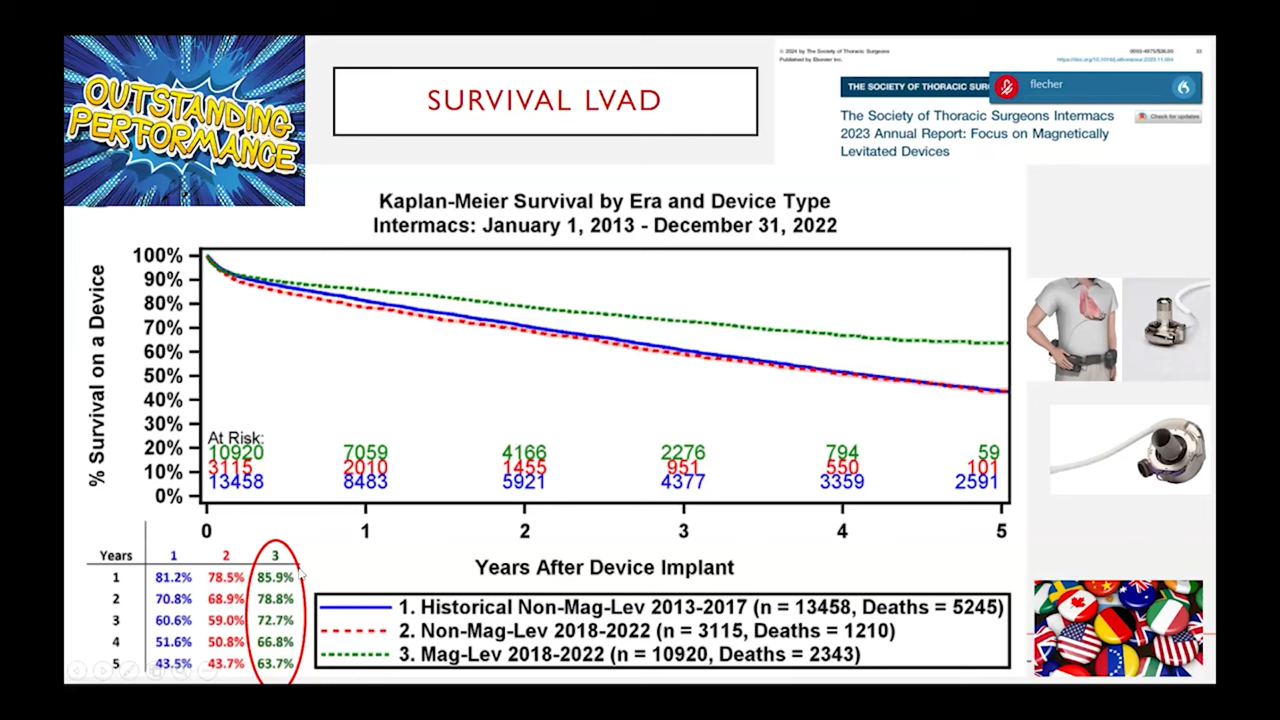 OUTSTANDING
PERFORMANCE
SURVIVAL LVAD
© 2024 by The Society of Thoracic Surgeons
Published by Elsevier Inc.
33
THE SOCIETY OF THORACIC SUR
flecher
The Society of Thoracic Surgeons Intermacs
2023 Annual Report: Focus on Magnetically
Levitated Devices
Check for updates
Kaplan-Meier Survival by Era and Device Type
Intermacs: January 1, 2013 - December 31, 2022
% Survival on a Device
100%
90%
80%
70%
60%
50%
40%
30%
20%
10%
0%
At Risk:
10920 7059 4166 2276 794 59
3115 2010 1455 951 550 101
13458 8483 5921 4377 3359 2591
0 1 2 3 4 5
Years After Device Implant
Years 1 2 3
1 81.2% 78.5% 85.9%
2 70.8% 68.9% 78.8%
3 60.6% 59.0% 72.7%
4 51.6% 50.8% 66.8%
5 43.5% 43.7% 63.7%
1. Historical Non-Mag-Lev 2013-2017 (n = 13458, Deaths = 5245)
2. Non-Mag-Lev 2018-2022 (n = 3115, Deaths = 1210)
3. Mag-Lev 2018-2022 (n = 10920, Deaths = 2343)